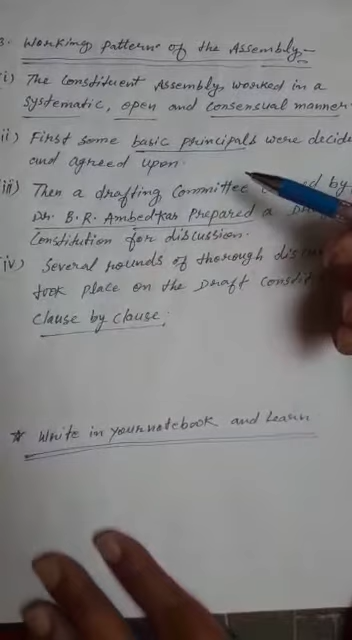 3. Working Pattern of the Assembly,-
i) The Constituent Assembly, worked in a
systematic, open and consensual manner
ii) First some basic principals were decide
and agreed upon.
iii) Then a drafting Committee by
Dr. B. R. Ambedkar Prepared a
Constitution for discussion.
iv) Several rounds of thorough
took place on the Draft Constit
Clause by Clause.
★ Write in your notebook and Learn